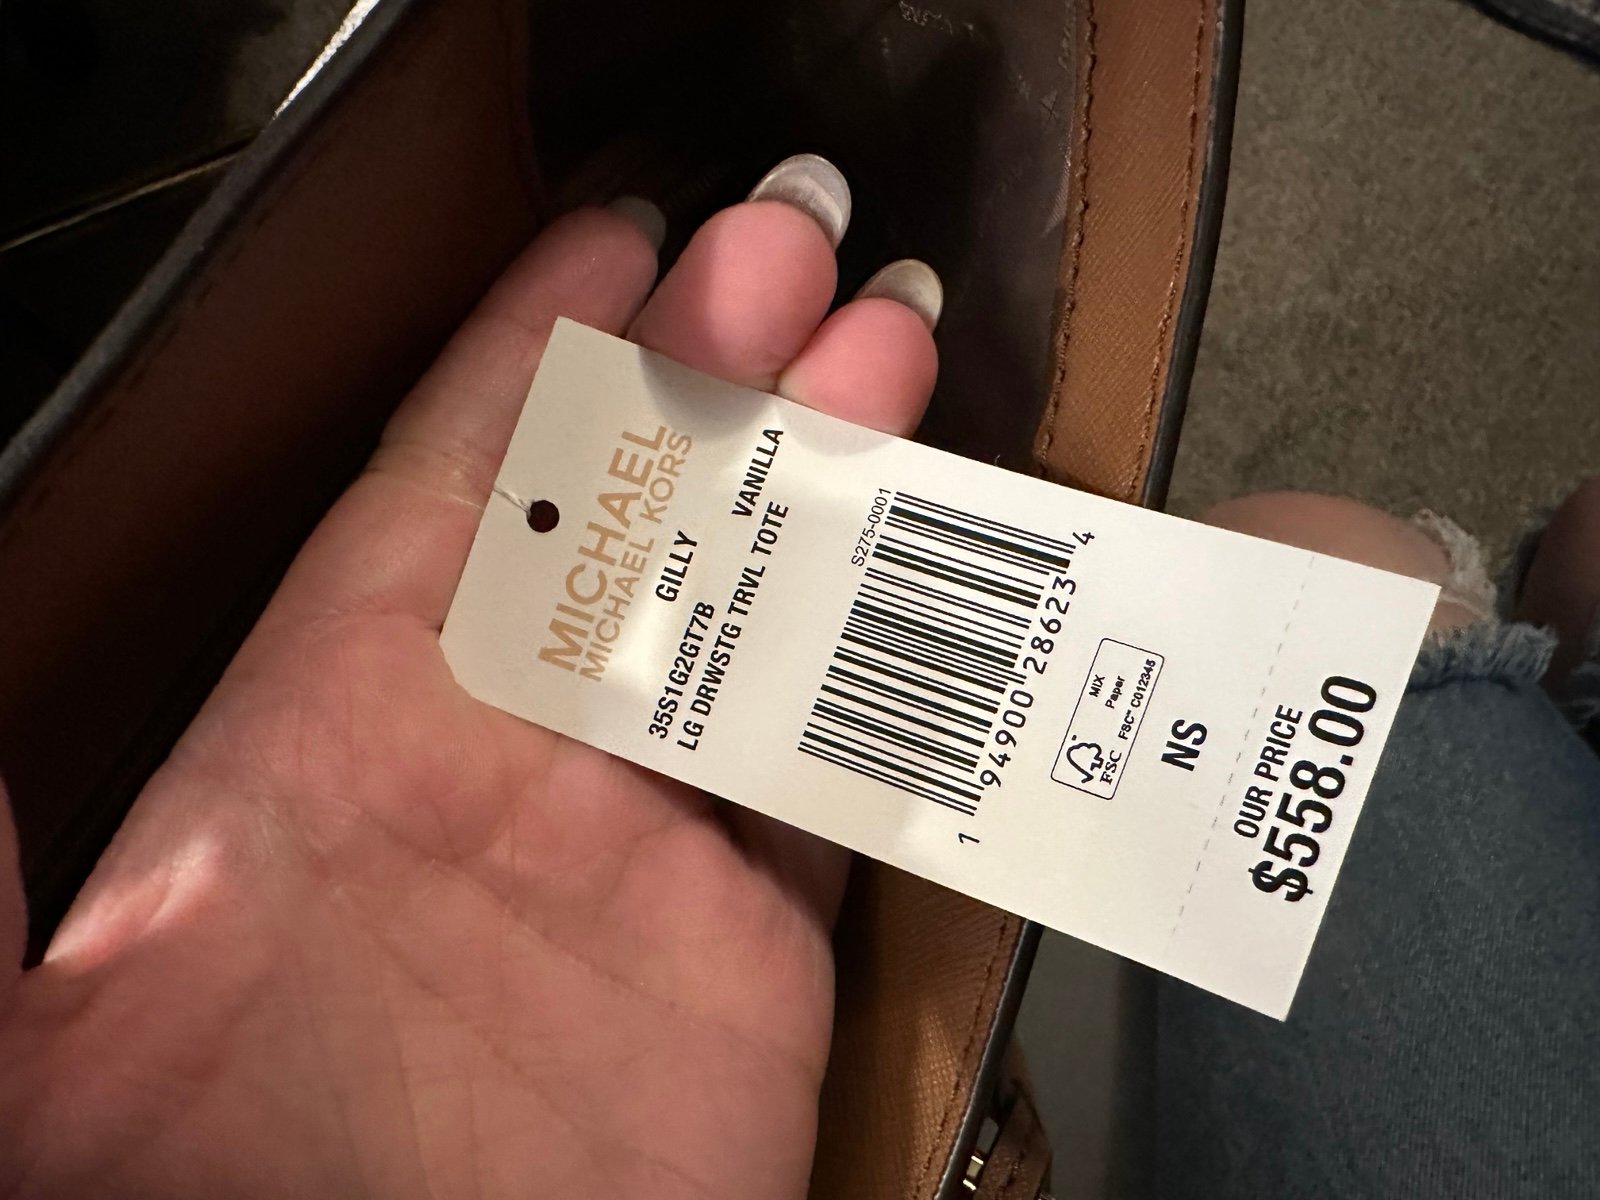 MICHAEL
MICHAEL KORS
GILLY
35S1G2GT7B VANILLA
LG DRWSTG TRVL TOTE
S275-0001
1 94900 28623 4
FSC
MIX
Paper
FSC™ C012345
NS
OUR PRICE
$558.00